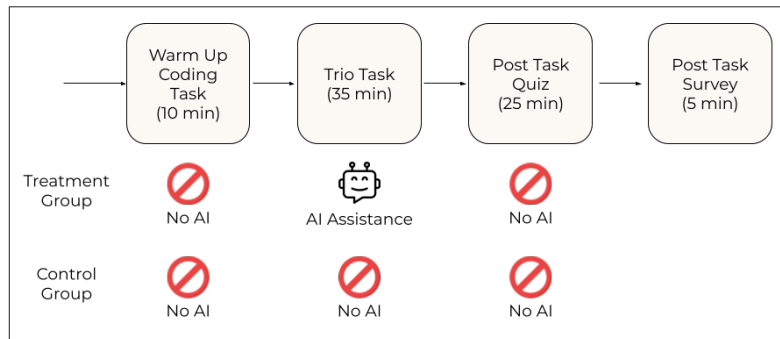 Warm Up
Coding
Task
(10 min)
Trio Task
(35 min)
Post Task
Quiz
(25 min)
Post Task
Survey
(5 min)
Treatment
Group
No AI
AI Assistance
No AI
Control
Group
No AI
No AI
No AI